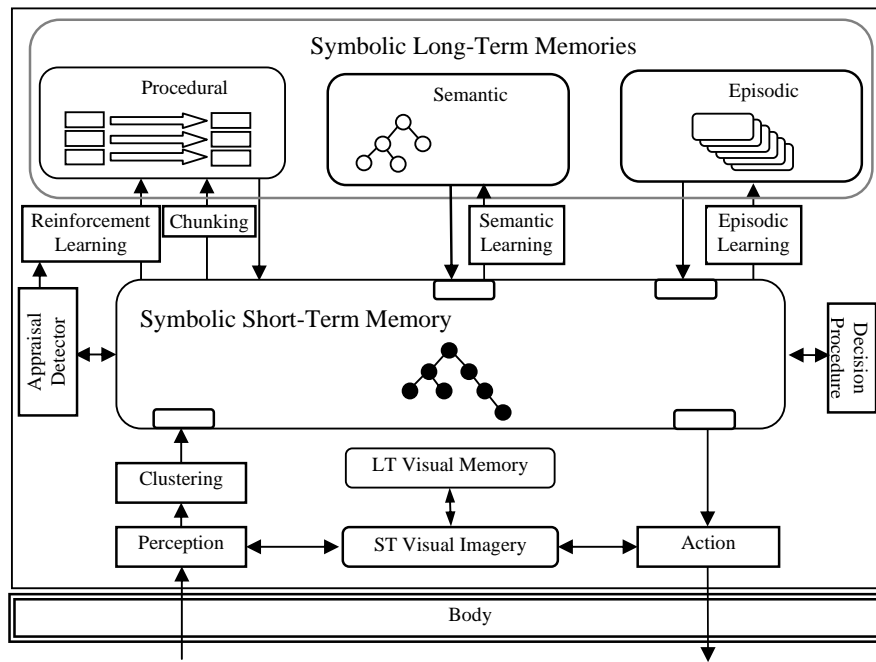 Symbolic Long-Term Memories
Procedural
Semantic
Episodic
Reinforcement
Learning
Chunking
Semantic
Learning
Episodic
Learning
Appraisal
Detector
Symbolic Short-Term Memory
Decision
Procedure
Clustering
LT Visual Memory
Perception
ST Visual Imagery
Action
Body